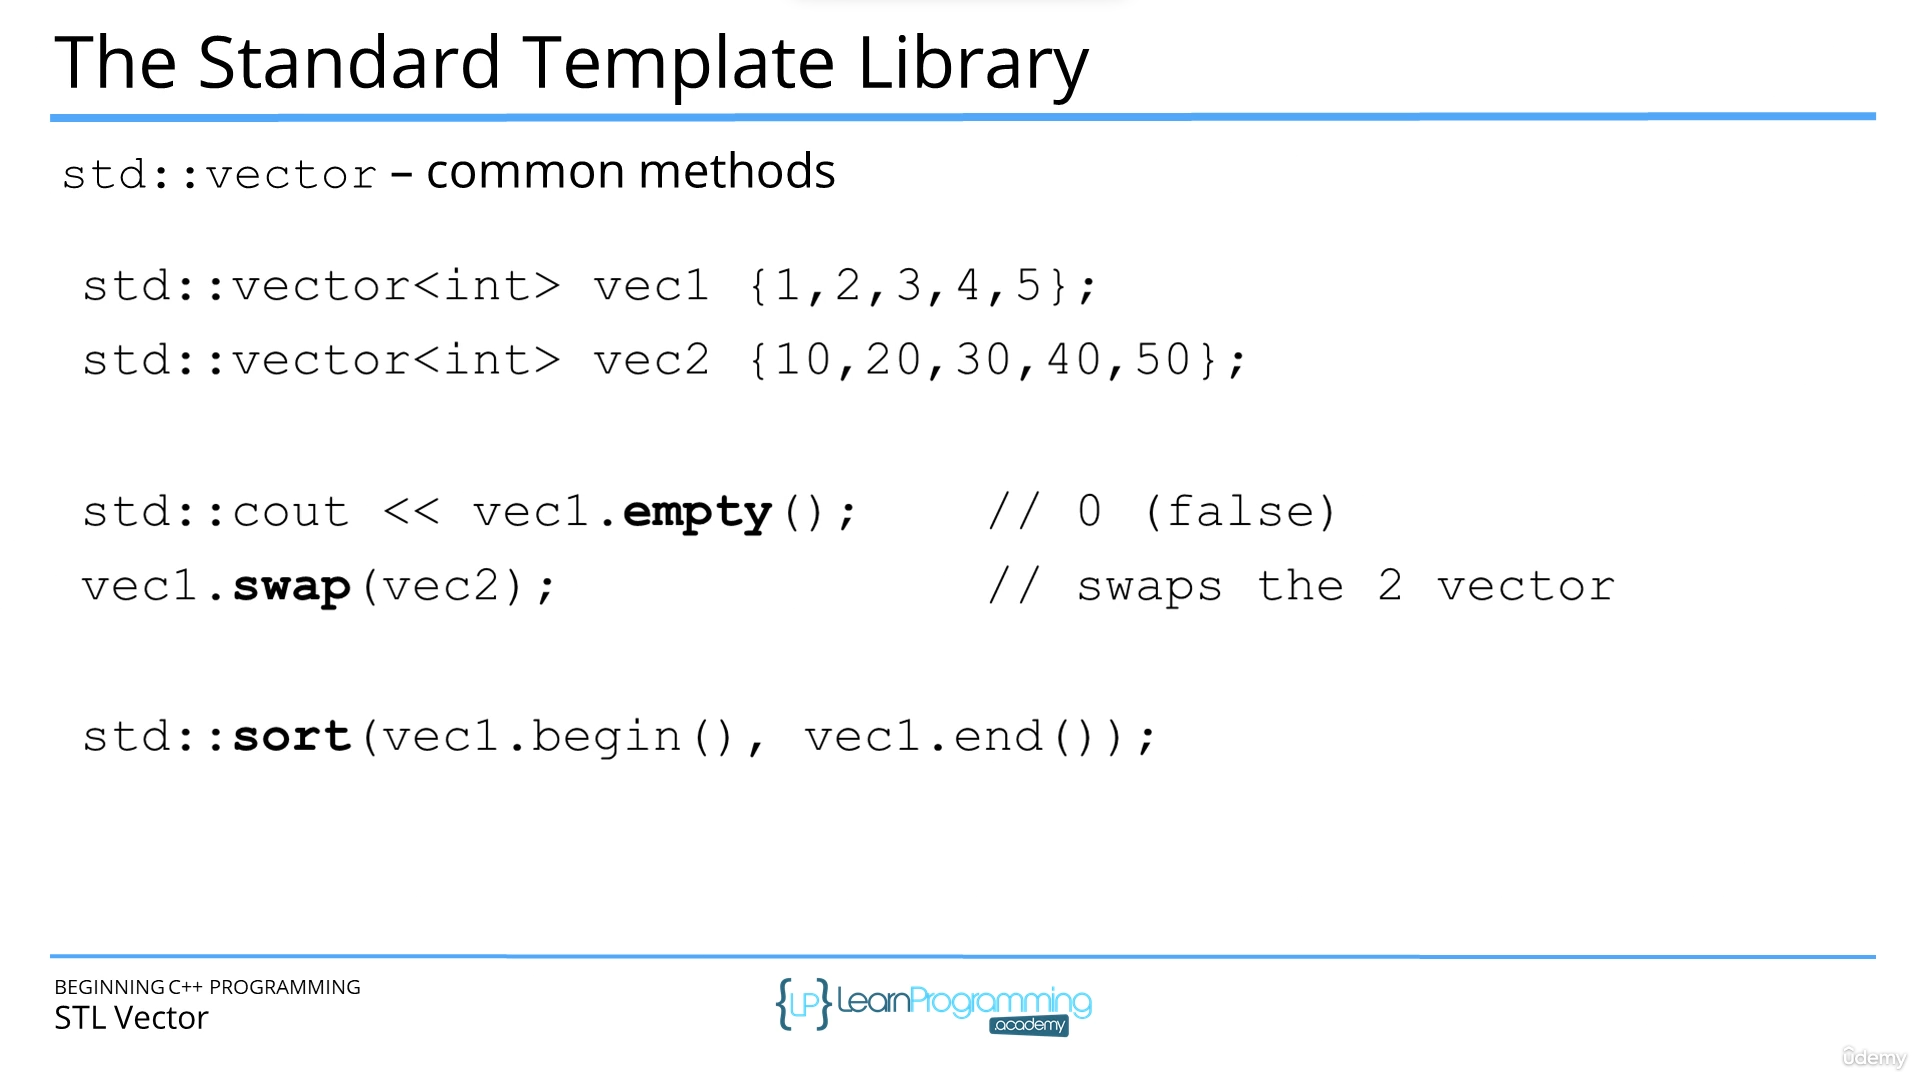 The Standard Template Library
std::vector – common methods
std::vector<int> vec1 {1,2,3,4,5};
std::vector<int> vec2 {10,20,30,40,50};
std::cout << vec1.empty();    // 0 (false)
vec1.swap(vec2);              // swaps the 2 vector
std::sort(vec1.begin(), vec1.end());
BEGINNING C++ PROGRAMMING
STL Vector
{LP} LearnProgramming
.academy
ûdemy